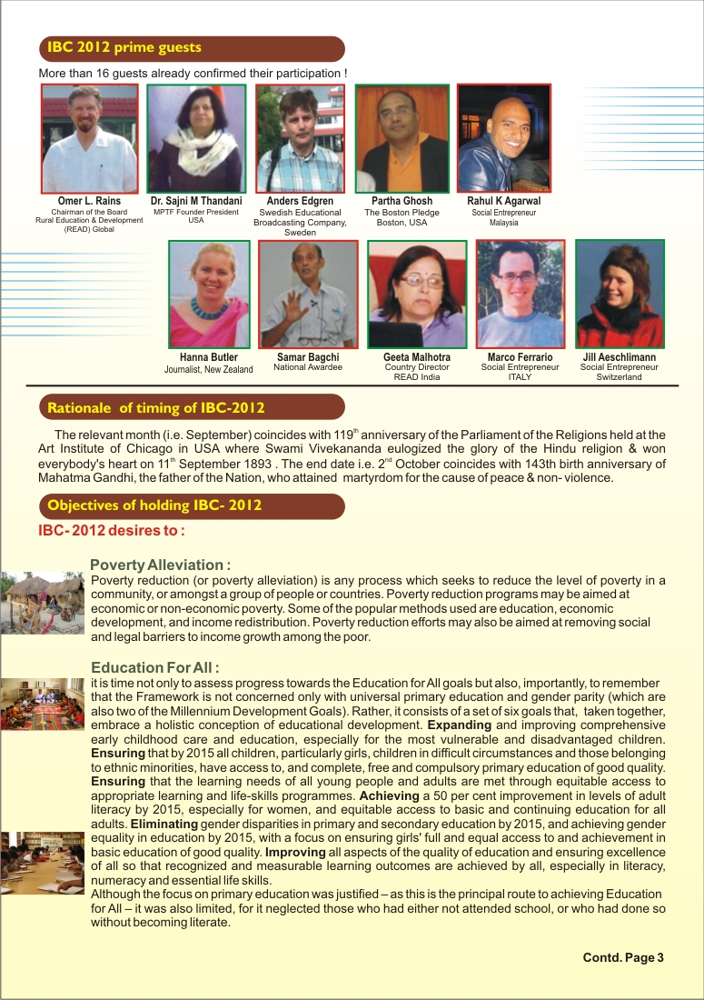 IBC 2012 prime guests
More than 16 guests already confirmed their participation !
Omer L. Rains
Chairman of the Board
Rural Education & Development
(READ) Global
Dr. Sajni M Thandani
MPTF Founder President
USA
Anders Edgren
Swedish Educational
Broadcasting Company,
Sweden
Partha Ghosh
The Boston Pledge
Boston, USA
Rahul K Agarwal
Social Entrepreneur
Malaysia
Hanna Butler
Journalist, New Zealand
Samar Bagchi
National Awardee
Geeta Malhotra
Country Director
READ India
Marco Ferrario
Social Entrepreneur
ITALY
Jill Aeschlimann
Social Entrepreneur
Switzerland
Rationale of timing of IBC-2012
The relevant month (i.e. September) coincides with 119th anniversary of the Parliament of the Religions held at the
Art Institute of Chicago in USA where Swami Vivekananda eulogized the glory of the Hindu religion & won
everybody's heart on 11th September 1893 . The end date i.e. 2nd October coincides with 143th birth anniversary of
Mahatma Gandhi, the father of the Nation, who attained martyrdom for the cause of peace & non- violence.
Objectives of holding IBC- 2012
IBC- 2012 desires to :
Poverty Alleviation :
Poverty reduction (or poverty alleviation) is any process which seeks to reduce the level of poverty in a
community, or amongst a group of people or countries. Poverty reduction programs may be aimed at
economic or non-economic poverty. Some of the popular methods used are education, economic
development, and income redistribution. Poverty reduction efforts may also be aimed at removing social
and legal barriers to income growth among the poor.
Education For All :
it is time not only to assess progress towards the Education for All goals but also, importantly, to remember
that the Framework is not concerned only with universal primary education and gender parity (which are
also two of the Millennium Development Goals). Rather, it consists of a set of six goals that, taken together,
embrace a holistic conception of educational development. Expanding and improving comprehensive
early childhood care and education, especially for the most vulnerable and disadvantaged children.
Ensuring that by 2015 all children, particularly girls, children in difficult circumstances and those belonging
to ethnic minorities, have access to, and complete, free and compulsory primary education of good quality.
Ensuring that the learning needs of all young people and adults are met through equitable access to
appropriate learning and life-skills programmes. Achieving a 50 per cent improvement in levels of adult
literacy by 2015, especially for women, and equitable access to basic and continuing education for all
adults. Eliminating gender disparities in primary and secondary education by 2015, and achieving gender
equality in education by 2015, with a focus on ensuring girls' full and equal access to and achievement in
basic education of good quality. Improving all aspects of the quality of education and ensuring excellence
of all so that recognized and measurable learning outcomes are achieved by all, especially in literacy,
numeracy and essential life skills.
Although the focus on primary education was justified – as this is the principal route to achieving Education
for All – it was also limited, for it neglected those who had either not attended school, or who had done so
without becoming literate.
Contd. Page 3